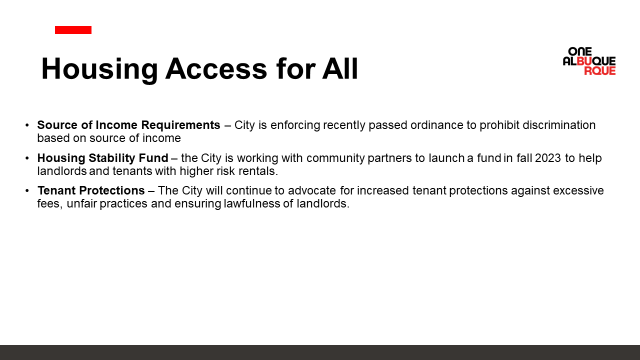 ONE
ALBUQUE
RQUE
Housing Access for All
• Source of Income Requirements – City is enforcing recently passed ordinance to prohibit discrimination
based on source of income
• Housing Stability Fund – the City is working with community partners to launch a fund in fall 2023 to help
landlords and tenants with higher risk rentals.
• Tenant Protections – The City will continue to advocate for increased tenant protections against excessive
fees, unfair practices and ensuring lawfulness of landlords.